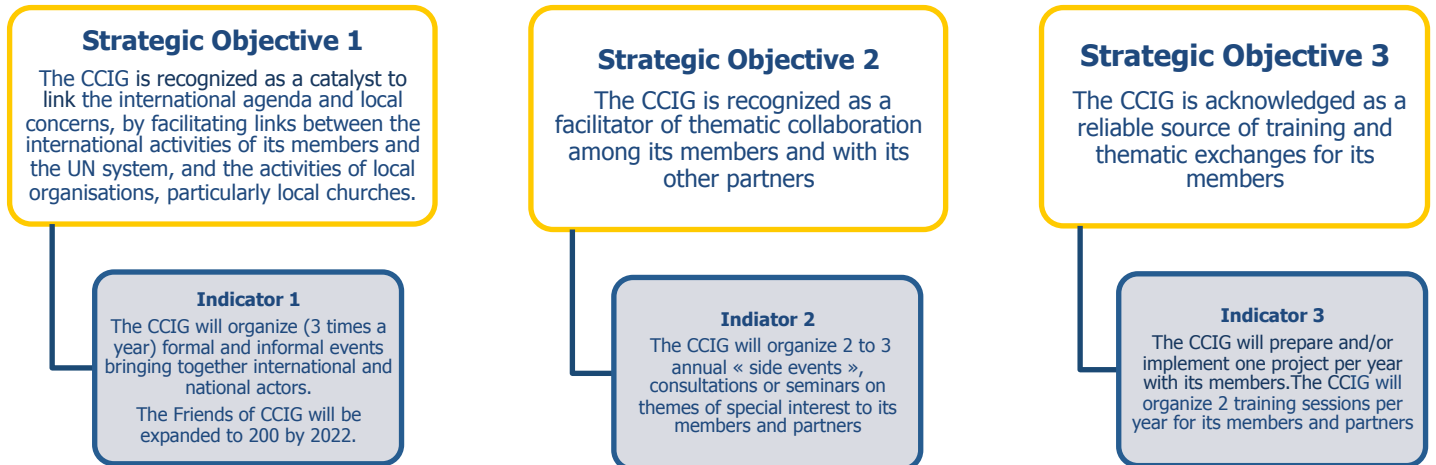 Strategic Objective 1
The CCIG is recognized as a catalyst to
link the international agenda and local
concerns, by facilitating links between the
international activities of its members and
the UN system, and the activities of local
organisations, particularly local churches.
Indicator 1
The CCIG will organize (3 times a
year) formal and informal events
bringing together international and
national actors.
The Friends of CCIG will be
expanded to 200 by 2022.
Strategic Objective 2
The CCIG is recognized as a
facilitator of thematic collaboration
among its members and with its
other partners
Indiator 2
The CCIG will organize 2 to 3
annual « side events »,
consultations or seminars on
themes of special interest to its
members and partners
Strategic Objective 3
The CCIG is acknowledged as a
reliable source of training and
thematic exchanges for its
members
Indicator 3
The CCIG will prepare and/or
implement one project per year
with its members.The CCIG will
organize 2 training sessions per
year for its members and partners